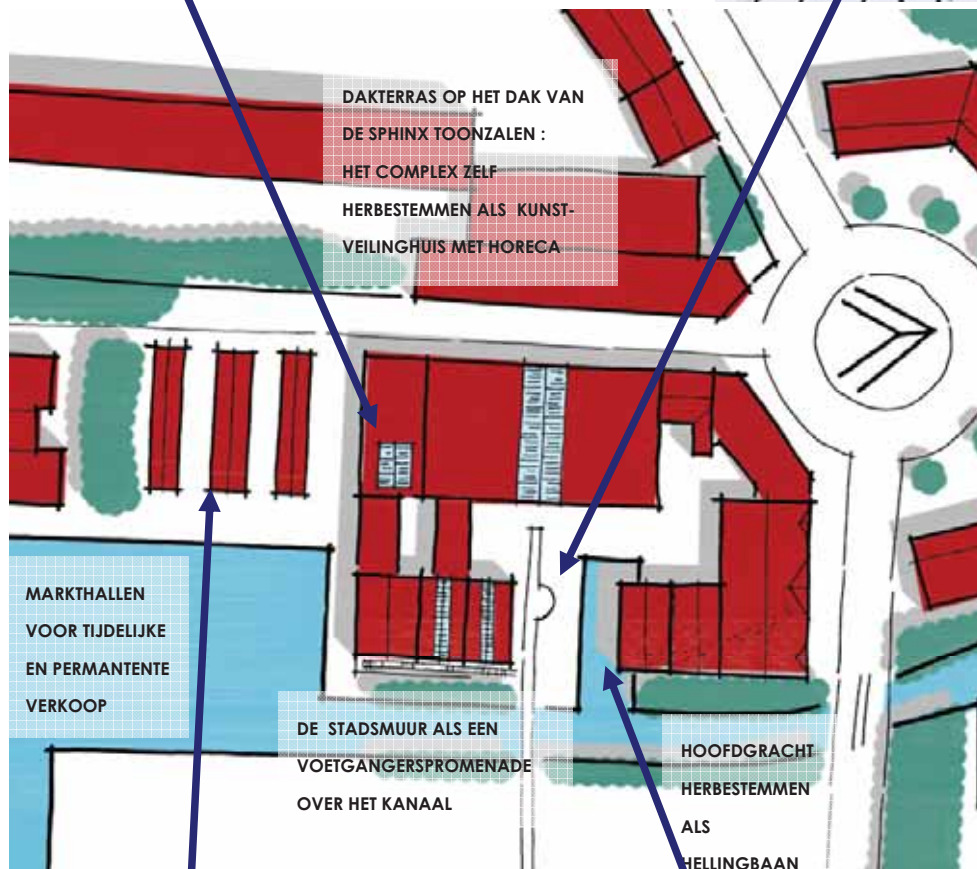 DAKTERRAS OP HET DAK VAN
DE SPHINX TOONZALEN :
HET COMPLEX ZELF
HERBESTEMMEN ALS KUNST-
VEILINGHUIS MET HORECA
MARKTHALLEN
VOOR TIJDELIJKE
EN PERMANTENTE
VERKOOP
DE STADSMUUR ALS EEN
VOETGANGERSPROMENADE
OVER HET KANAAL
HOOFDGRACHT
HERBESTEMMEN
ALS
HELLINGBAAN